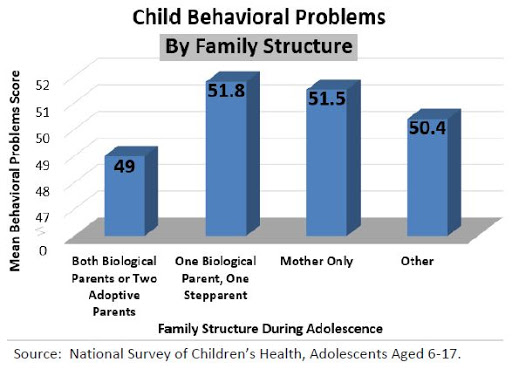 Child Behavioral Problems
By Family Structure
Mean Behavioral Problems Score
52
51
50
49
48
47
0
49
51.8
51.5
50.4
Both Biological
Parents or Two
Adoptive
Parents
One Biological
Parent, One
Stepparent
Mother Only
Other
Family Structure During Adolescence
Source:  National Survey of Children’s Health, Adolescents Aged 6-17.